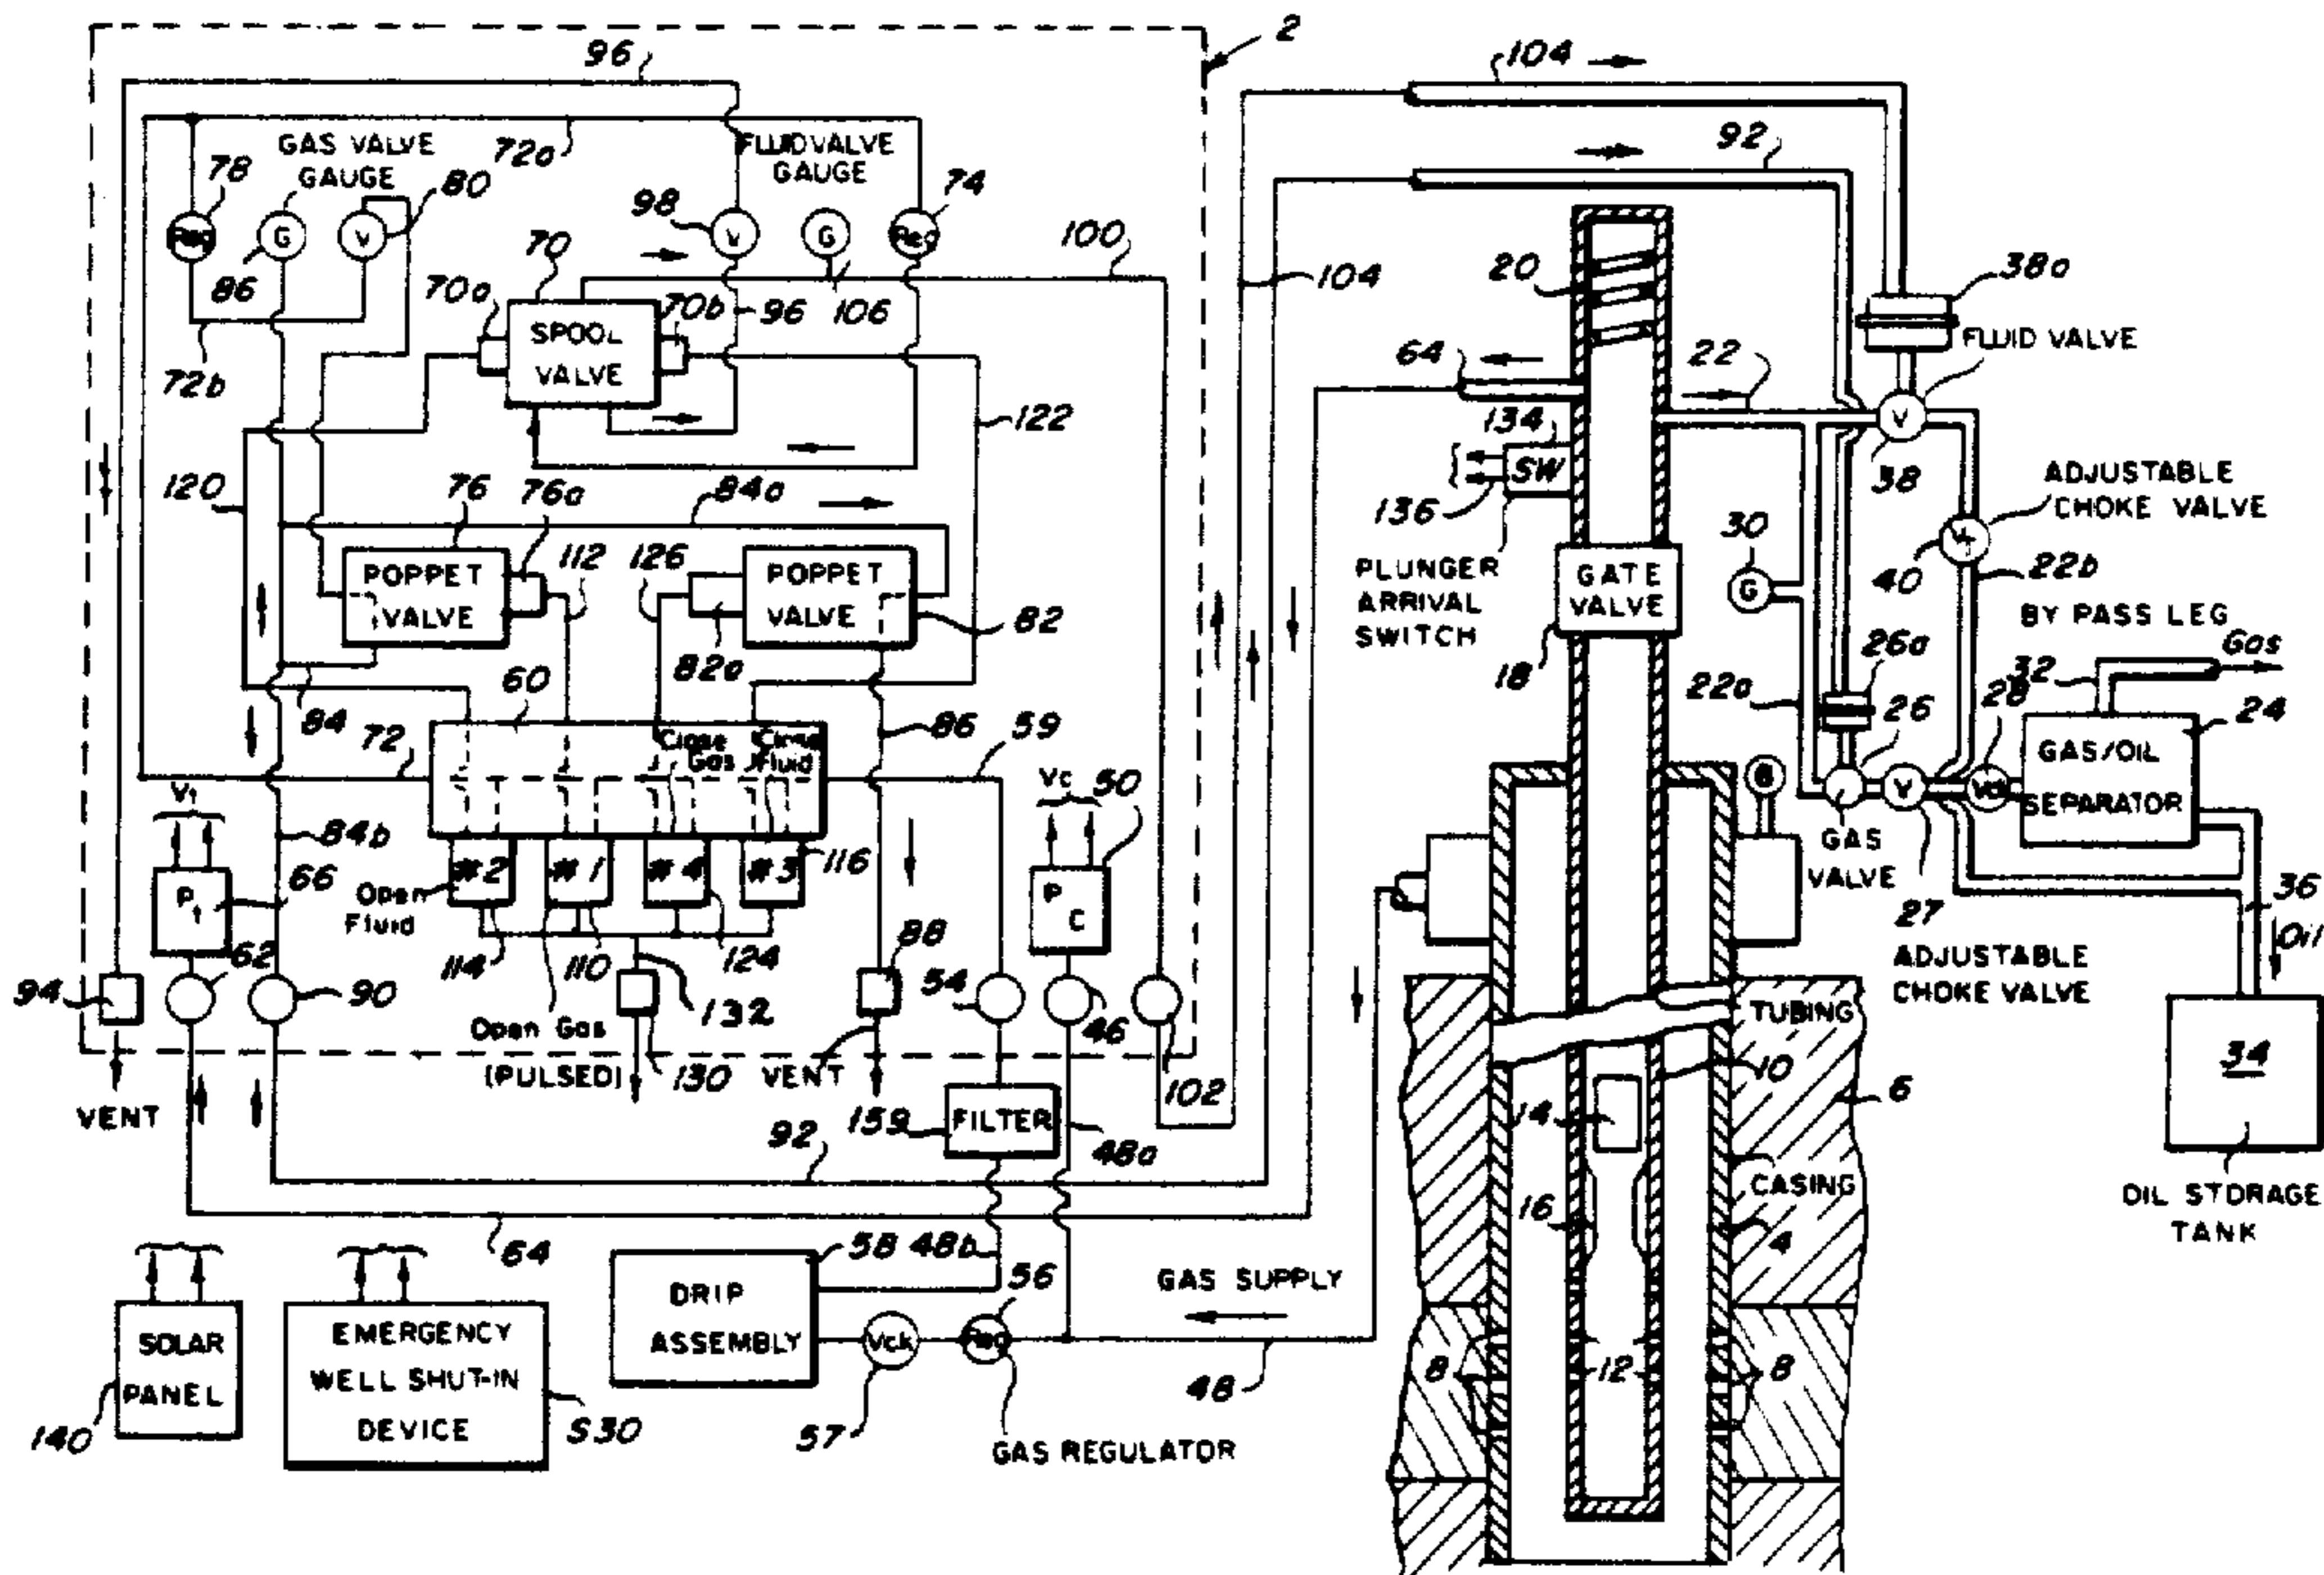 2
96
104
92
72a
GAS VALVE
GAUGE
FLUID VALVE
GAUGE
78
80
98
74
100
Reg
G
V
V
G
Reg
86
70
70a
70b
96
106
104
20
38a
SPOOL
VALVE
FLUID VALVE
72b
64
22
122
134
SW
V
38
120
76
76a
84a
136
30
ADJUSTABLE
CHOKE VALVE
112
126
POPPET
VALVE
POPPET
VALVE
82
82a
PLUNGER
ARRIVAL
SWITCH
GATE
VALVE
G
40
22b
BY PASS LEG
18
60
84
86
59
22a
26a
32
Gas
26
28
24
72
Close
Gas
Close
Fluid
Vc
50
GAS/OIL
SEPARATOR
V
Vck
84b
66
Pt
#2
#1
#4
#3
116
P
C
GAS
VALVE
27
36
Oil
Open
Fluid
62
114
110
124
88
94
90
132
54
46
ADJUSTABLE
CHOKE VALVE
Open Gas
(PULSED)
130
VENT
VENT
102
TUBING
10
34
159
FILTER
14
6
92
48a
CASING
16
4
OIL STORAGE
TANK
64
58
48b
56
GAS SUPPLY
DRIP
ASSEMBLY
Vck
Reg
SOLAR
PANEL
EMERGENCY
WELL SHUT-IN
DEVICE
8
12
8
48
140
S30
57
GAS REGULATOR